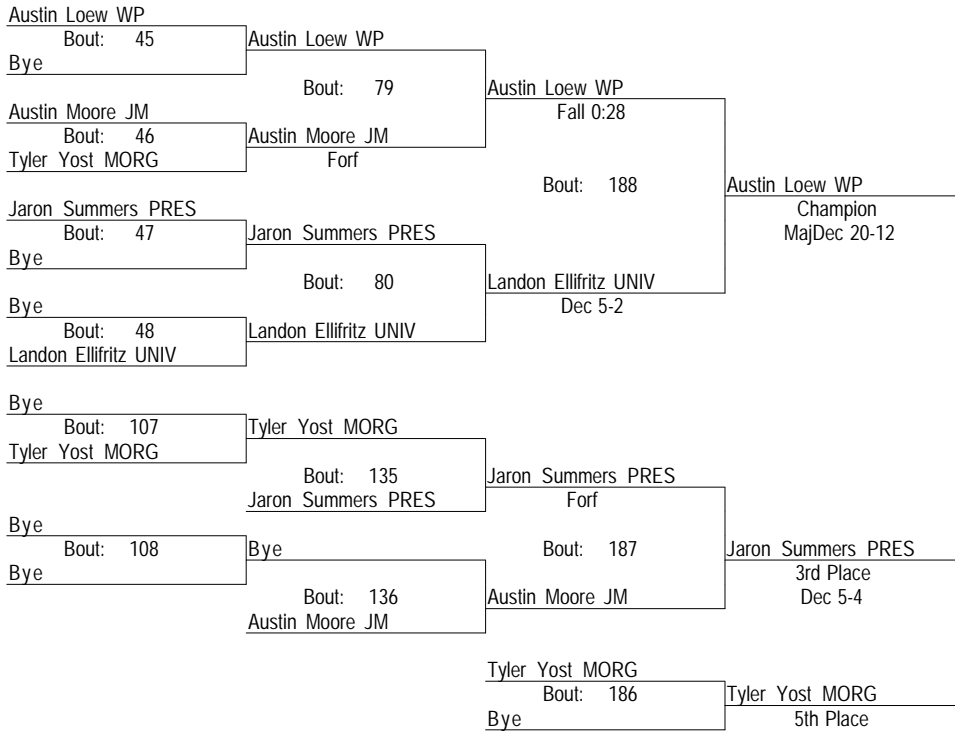 Austin Loew WP
Bout: 45
Austin Loew WP
Bye
Bout: 79
Austin Loew WP
Fall 0:28
Austin Moore JM
Bout: 46
Austin Moore JM
Tyler Yost MORG
Forf
Bout: 188
Austin Loew WP
Champion
MajDec 20-12
Jaron Summers PRES
Bout: 47
Jaron Summers PRES
Bye
Bout: 80
Landon Ellifritz UNIV
Dec 5-2
Bye
Bout: 48
Landon Ellifritz UNIV
Landon Ellifritz UNIV
Bye
Bout: 107
Tyler Yost MORG
Tyler Yost MORG
Bout: 135
Jaron Summers PRES
Jaron Summers PRES
Forf
Bye
Bout: 108
Bye
Bye
Bout: 187
Jaron Summers PRES
3rd Place
Dec 5-4
Bout: 136
Austin Moore JM
Austin Moore JM
Tyler Yost MORG
Bout: 186
Tyler Yost MORG
Bye
5th Place